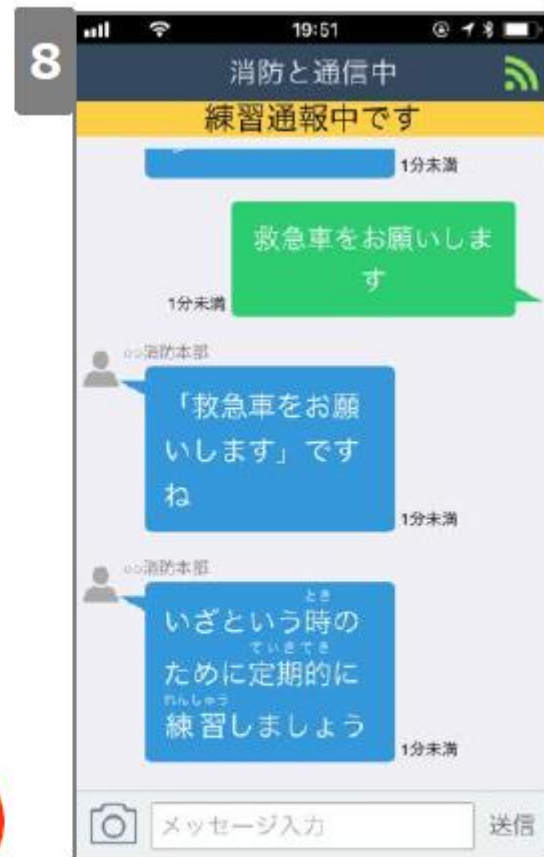 8
19:51
消防と通信中
練習通報中です
1分未満
救急車をお願いしま
す
1分未満
○○消防本部
「救急車をお願
いします」です
ね
1分未満
○○消防本部
とき
いざという時の
ていきてき
ために定期的に
れんしゅう
練習しましょう
1分未満
メッセージ入力
送信